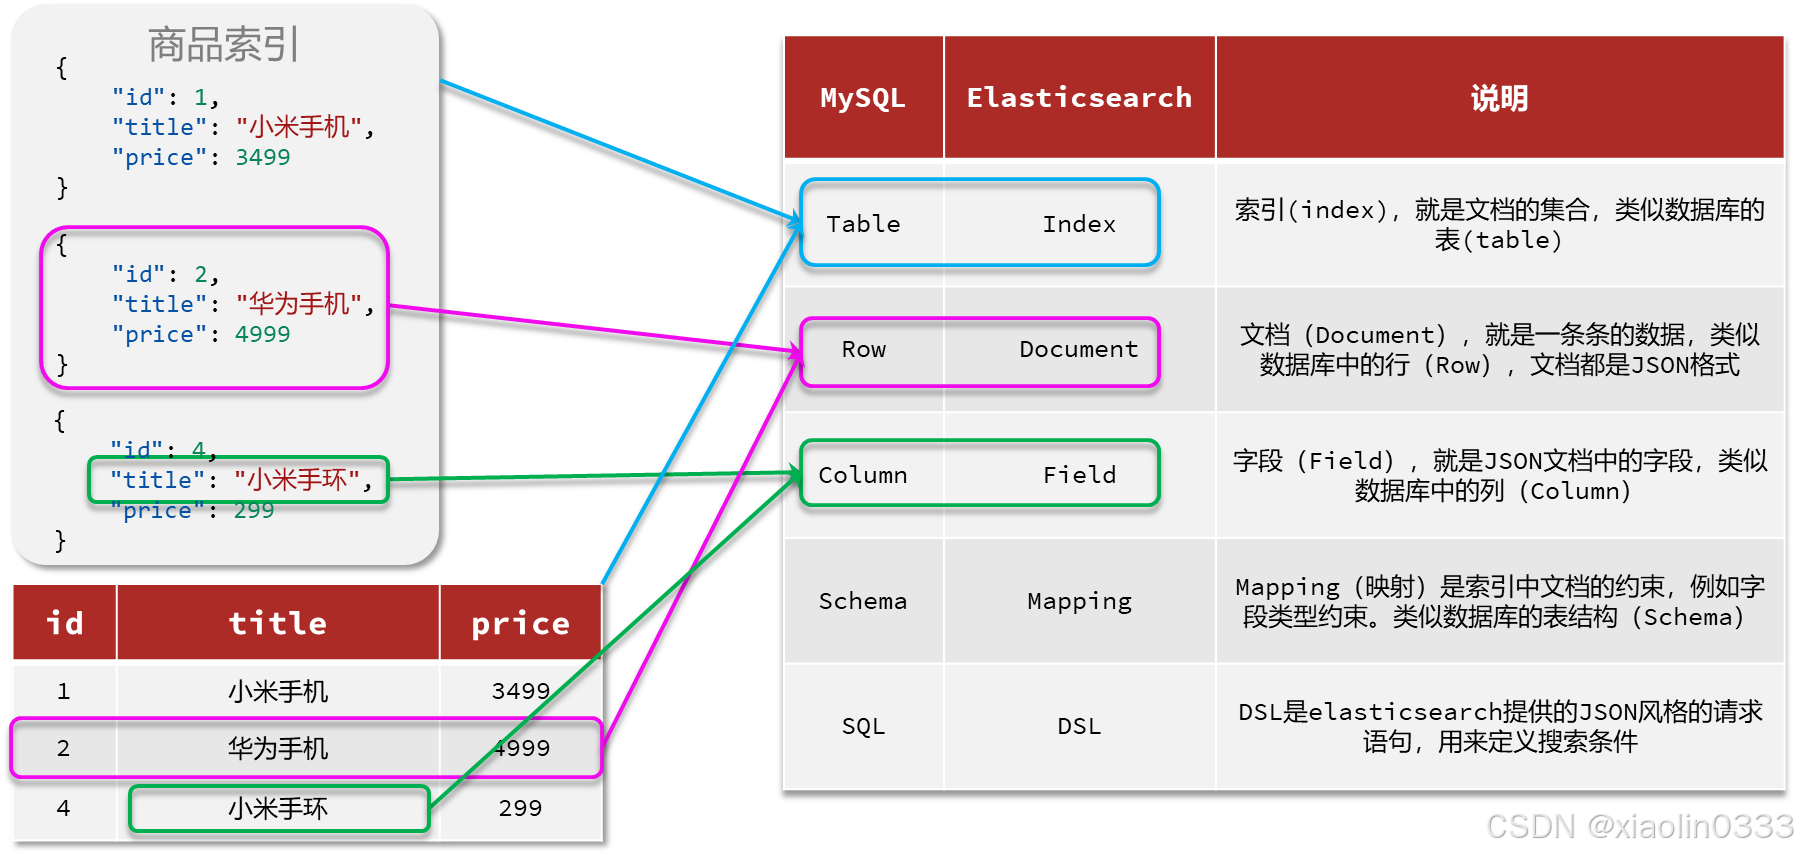 商品索引
{
"id": 1,
"title": "小米手机",
"price": 3499
}
{
"id": 2,
"title": "华为手机",
"price": 4999
}
{
"id": 4,
"title": "小米手环",
"price": 299
}
id title price
1 小米手机 3499
2 华为手机 4999
4 小米手环 299
MySQL Elasticsearch 说明
Table Index 索引(index)，就是文档的集合，类似数据库的
表(table)
Row Document 文档（Document），就是一条条的数据，类似
数据库中的行（Row），文档都是JSON格式
Column Field 字段（Field），就是JSON文档中的字段，类似
数据库中的列（Column）
Schema Mapping Mapping（映射）是索引中文档的约束，例如字
段类型约束。类似数据库的表结构（Schema）
SQL DSL DSL是elasticsearch提供的JSON风格的请求
语句，用来定义搜索条件
CSDN @xiaolin0333